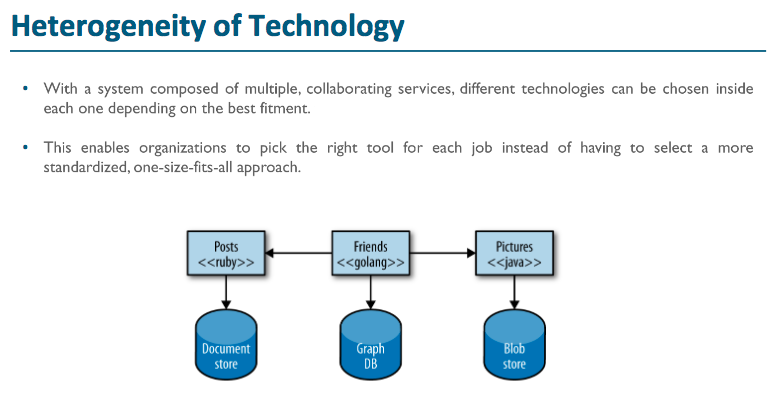 Heterogeneity of Technology
• With a system composed of multiple, collaborating services, different technologies can be chosen inside
each one depending on the best fitment.
• This enables organizations to pick the right tool for each job instead of having to select a more
standardized, one-size-fits-all approach.
Posts
<<ruby>>
Friends
<<golang>>
Pictures
<<java>>
Document
store
Graph
DB
Blob
store